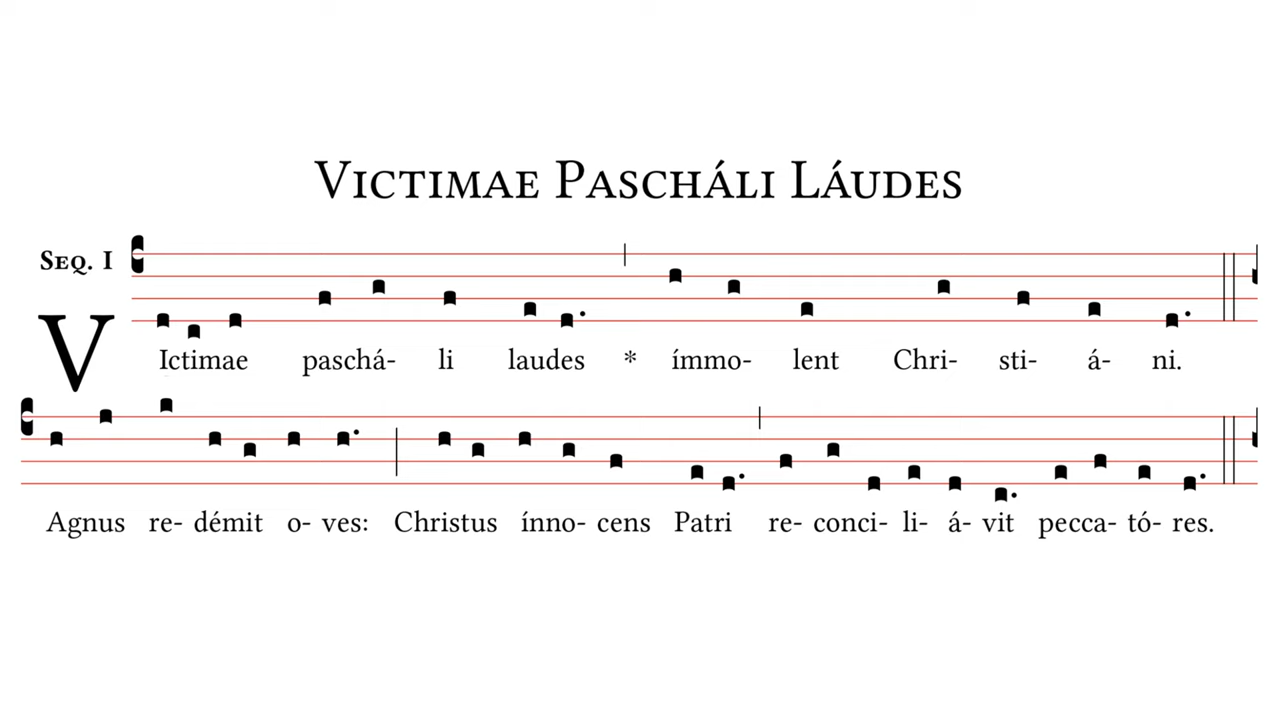 Victimae Pascháli Láudes
Seq. I
VIctimae paschá- li laudes * ímmo- lent Chri- sti- á- ni.
Agnus re- démit o- ves: Christus ínno- cens Patri re- conci- li- á- vit pecca- tó- res.